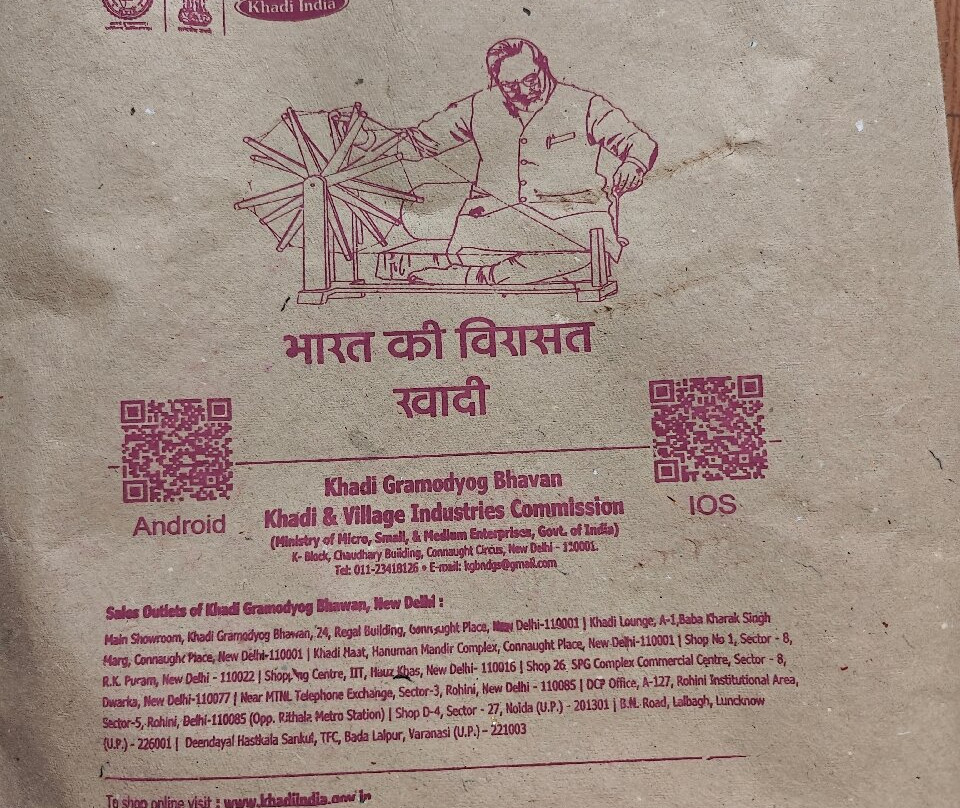 Khadi India
भारत की विरासत
खादी
Android
IOS
Khadi Gramodyog Bhavan
Khadi & Village Industries Commission
(Ministry of Micro, Small, & Medium Enterprises, Govt. of India)
K- Block, Chaudhary Building, Connaught Circus, New Delhi - 110001.
Tel: 011-23418126 • E-mail: kgbndgs@gmail.com
Sales Outlets of Khadi Gramodyog Bhawan, New Delhi :
Main Showroom, Khadi Gramodyog Bhawan, 24, Regal Building, Connaught Place, New Delhi-110001 | Khadi Lounge, A-1,Baba Kharak Singh
Marg, Connaught Place, New Delhi-110001 | Khadi Haat, Hanuman Mandir Complex, Connaught Place, New Delhi-110001 | Shop No 1, Sector - 8,
R.K. Puram, New Delhi - 110022 | Shopping Centre, IIT, Hauz Khas, New Delhi - 110016 | Shop 26 SPG Complex Commercial Centre, Sector - 8,
Dwarka, New Delhi-110077 | Near MTNL Telephone Exchange, Sector-3, Rohini, New Delhi - 110085 | DCP Office, A-127, Rohini Institutional Area,
Sector-5, Rohini, Delhi-110085 (Opp. Rithala Metro Station) | Shop D-4, Sector - 27, Noida (U.P.) - 201301 | B.N. Road, Lalbagh, Luncknow
(U.P.) - 226001 | Deendayal Hastkala Sankul, TFC, Bada Lalpur, Varanasi (U.P.) - 221003
To shop online visit : www.khadiindia.gov.in